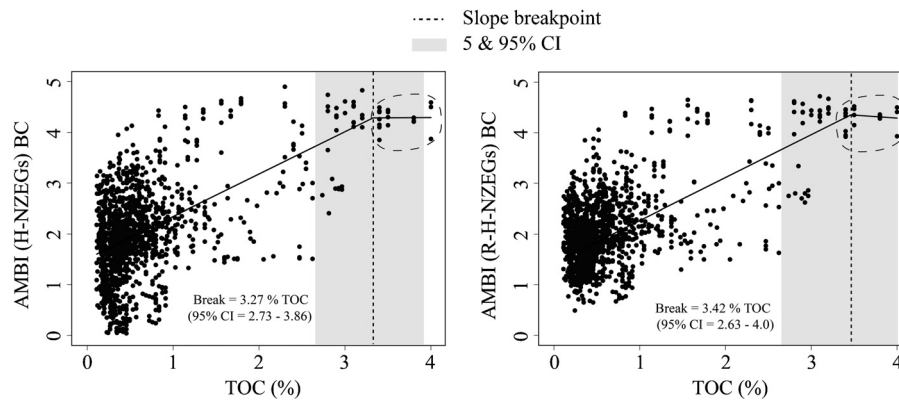 Slope breakpoint
5 & 95% CI
AMBI (H-NZEGs) BC
5
4
3
2
1
0
Break = 3.27 % TOC
(95% CI = 2.73 - 3.86)
0
1
2
3
4
TOC (%)
AMBI (R-H-NZEGs) BC
5
4
3
2
1
0
Break = 3.42 % TOC
(95% CI = 2.63 - 4.0)
0
1
2
3
4
TOC (%)